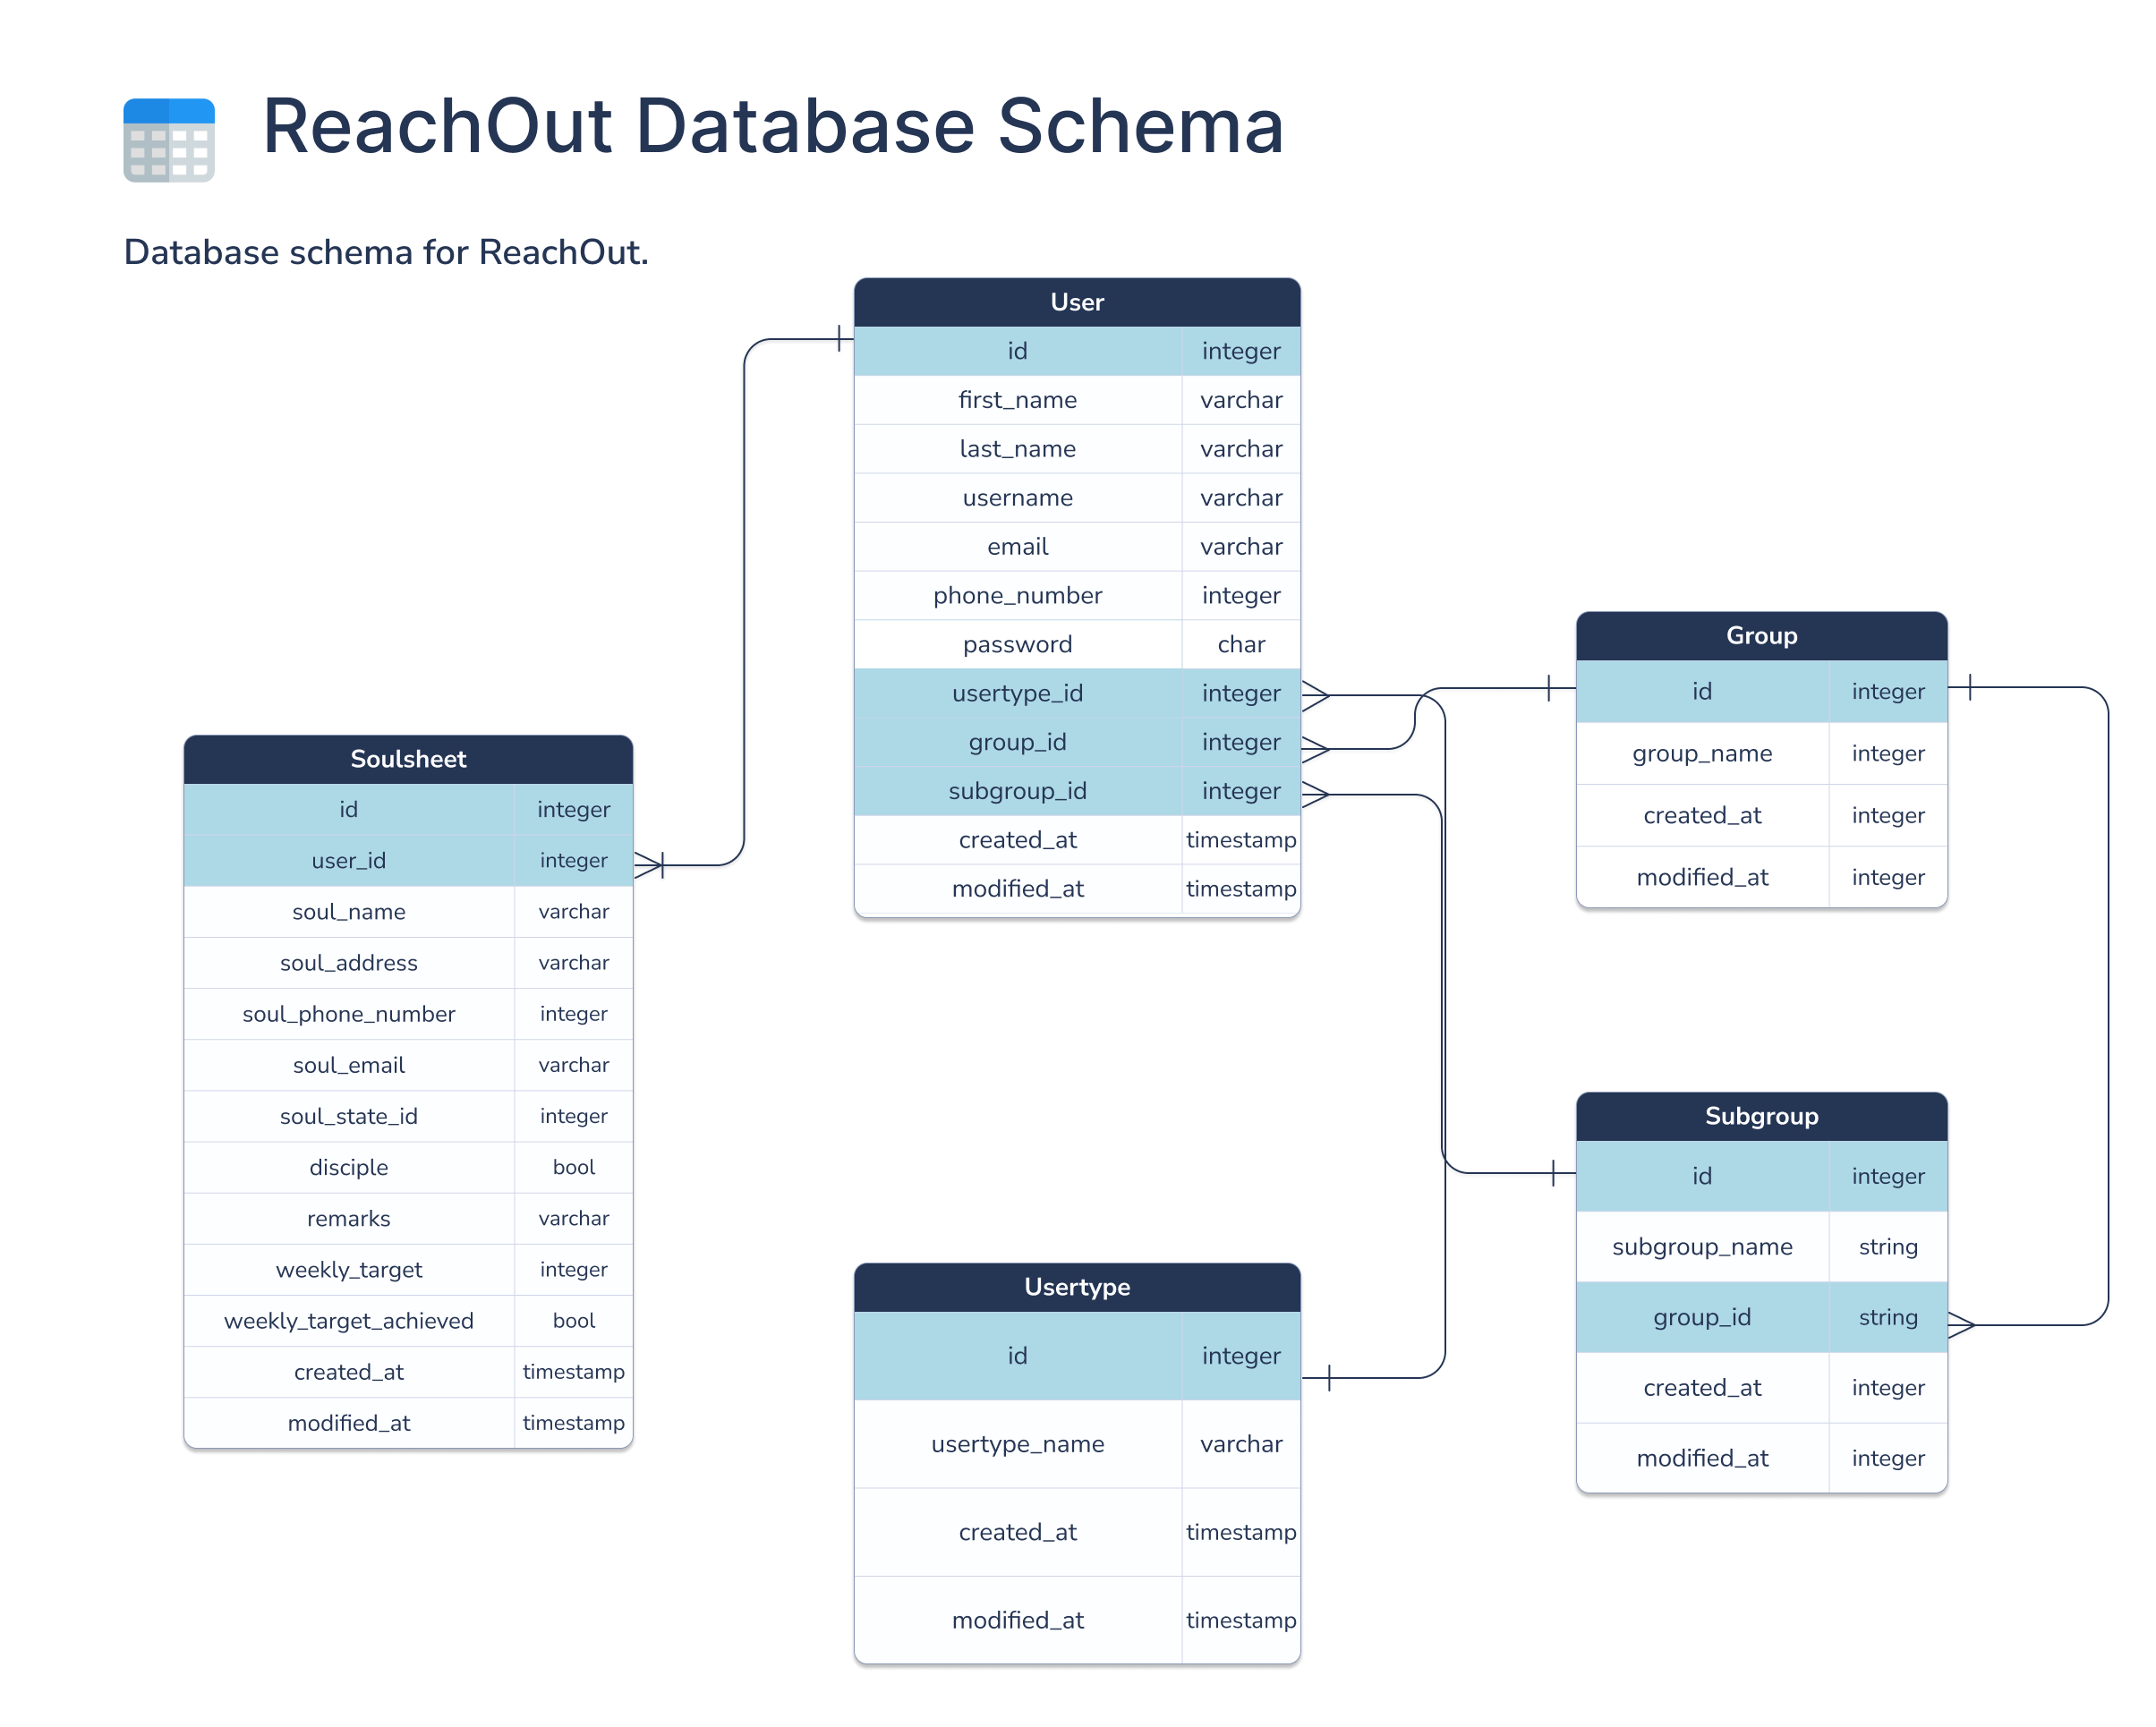 ReachOut Database Schema
Database schema for ReachOut.
User
id integer
first_name varchar
last_name varchar
username varchar
email varchar
phone_number integer
password char
usertype_id integer
group_id integer
subgroup_id integer
created_at timestamp
modified_at timestamp
Group
id integer
group_name integer
created_at integer
modified_at integer
Soulsheet
id integer
user_id integer
soul_name varchar
soul_address varchar
soul_phone_number integer
soul_email varchar
soul_state_id integer
disciple bool
remarks varchar
weekly_target integer
weekly_target_achieved bool
created_at timestamp
modified_at timestamp
Subgroup
id integer
subgroup_name string
group_id string
created_at integer
modified_at integer
Usertype
id integer
usertype_name varchar
created_at timestamp
modified_at timestamp